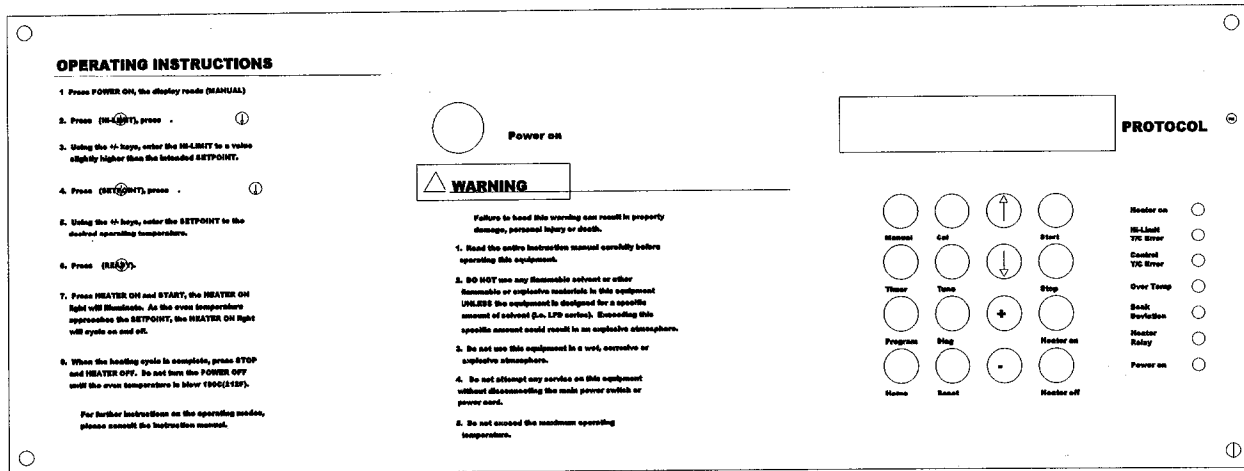 OPERATING INSTRUCTIONS
1 Press POWER ON, the display reads (MANUAL)
2. Press (HI-LIMIT), press .
3. Using the +/- keys, enter the HI-LIMIT to a value
slightly higher than the intended SETPOINT.
4. Press (SETPOINT), press .
5. Using the +/- keys, enter the SETPOINT to the
desired operating temperature.
6. Press (READY).
7. Press HEATER ON and START, the HEATER ON
light will illuminate. As the oven temperature
approaches the SETPOINT, the HEATER ON light
will cycle on and off.
8. When the heating cycle is complete, press STOP
and HEATER OFF. Do not turn the POWER OFF
until the oven temperature is blow 100C(212F).
For further instructions on the operating modes,
please consult the instruction manual.
Power on
WARNING
Failure to heed this warning can result in property
damage, personal injury or death.
1. Read the entire instruction manual carefully before
operating this equipment.
2. DO NOT use any flammable solvent or other
flammable or explosive materials in this equipment
UNLESS the equipment is designed for a specific
amount of solvent (i.e. LFD series). Exceeding this
specific amount could result in an explosive atmosphere.
3. Do not use this equipment in a wet, corrosive or
explosive atmosphere.
4. Do not attempt any service on this equipment
without disconnecting the main power switch or
power cord.
5. Do not exceed the maximum operating
temperature.
PROTOCOL
Manual Cal Start
Timer Tune Stop
+
Program Diag Heater on
-
Home Reset Heater off
Heater on
Hi-Limit
T/C Error
Control
T/C Error
Over Temp
Soak
Deviation
Heater
Relay
Power on